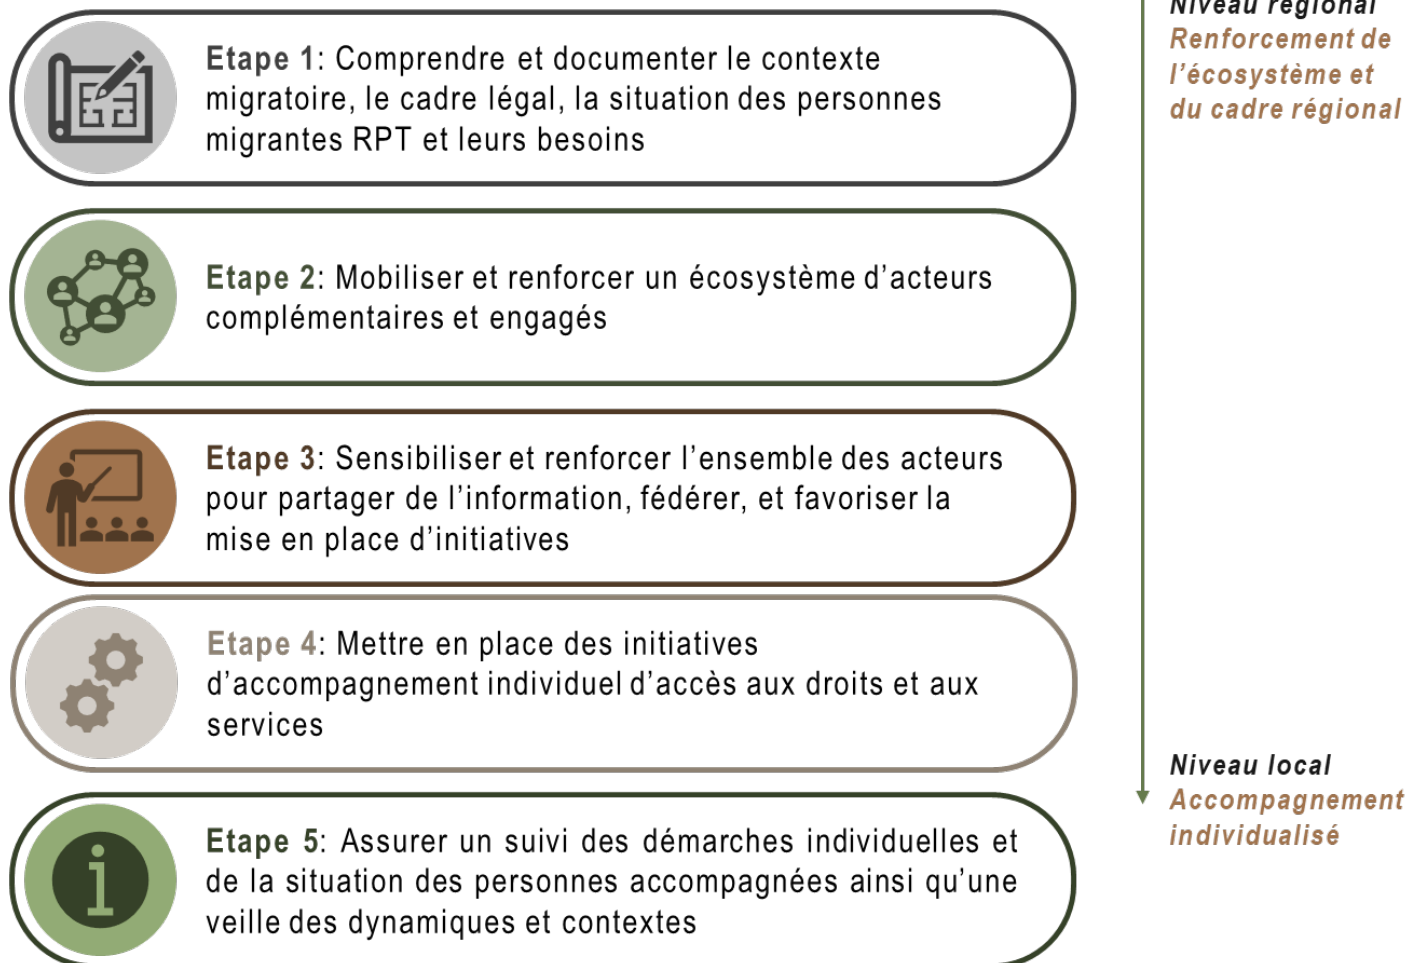 Niveau régional
Renforcement de
l’écosystème et
du cadre régional
Etape 1: Comprendre et documenter le contexte
migratoire, le cadre légal, la situation des personnes
migrantes RPT et leurs besoins
Etape 2: Mobiliser et renforcer un écosystème d’acteurs
complémentaires et engagés
Etape 3: Sensibiliser et renforcer l’ensemble des acteurs
pour partager de l’information, fédérer, et favoriser la
mise en place d’initiatives
Etape 4: Mettre en place des initiatives
d’accompagnement individuel d’accès aux droits et aux
services
Niveau local
Accompagnement
individualisé
Etape 5: Assurer un suivi des démarches individuelles et
de la situation des personnes accompagnées ainsi qu’une
veille des dynamiques et contextes